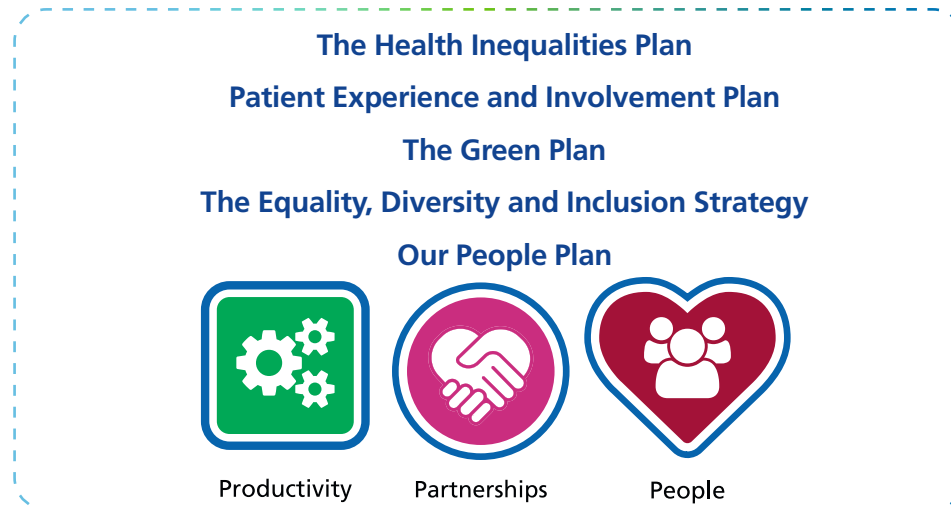 The Health Inequalities Plan
Patient Experience and Involvement Plan
The Green Plan
The Equality, Diversity and Inclusion Strategy
Our People Plan
Productivity
Partnerships
People